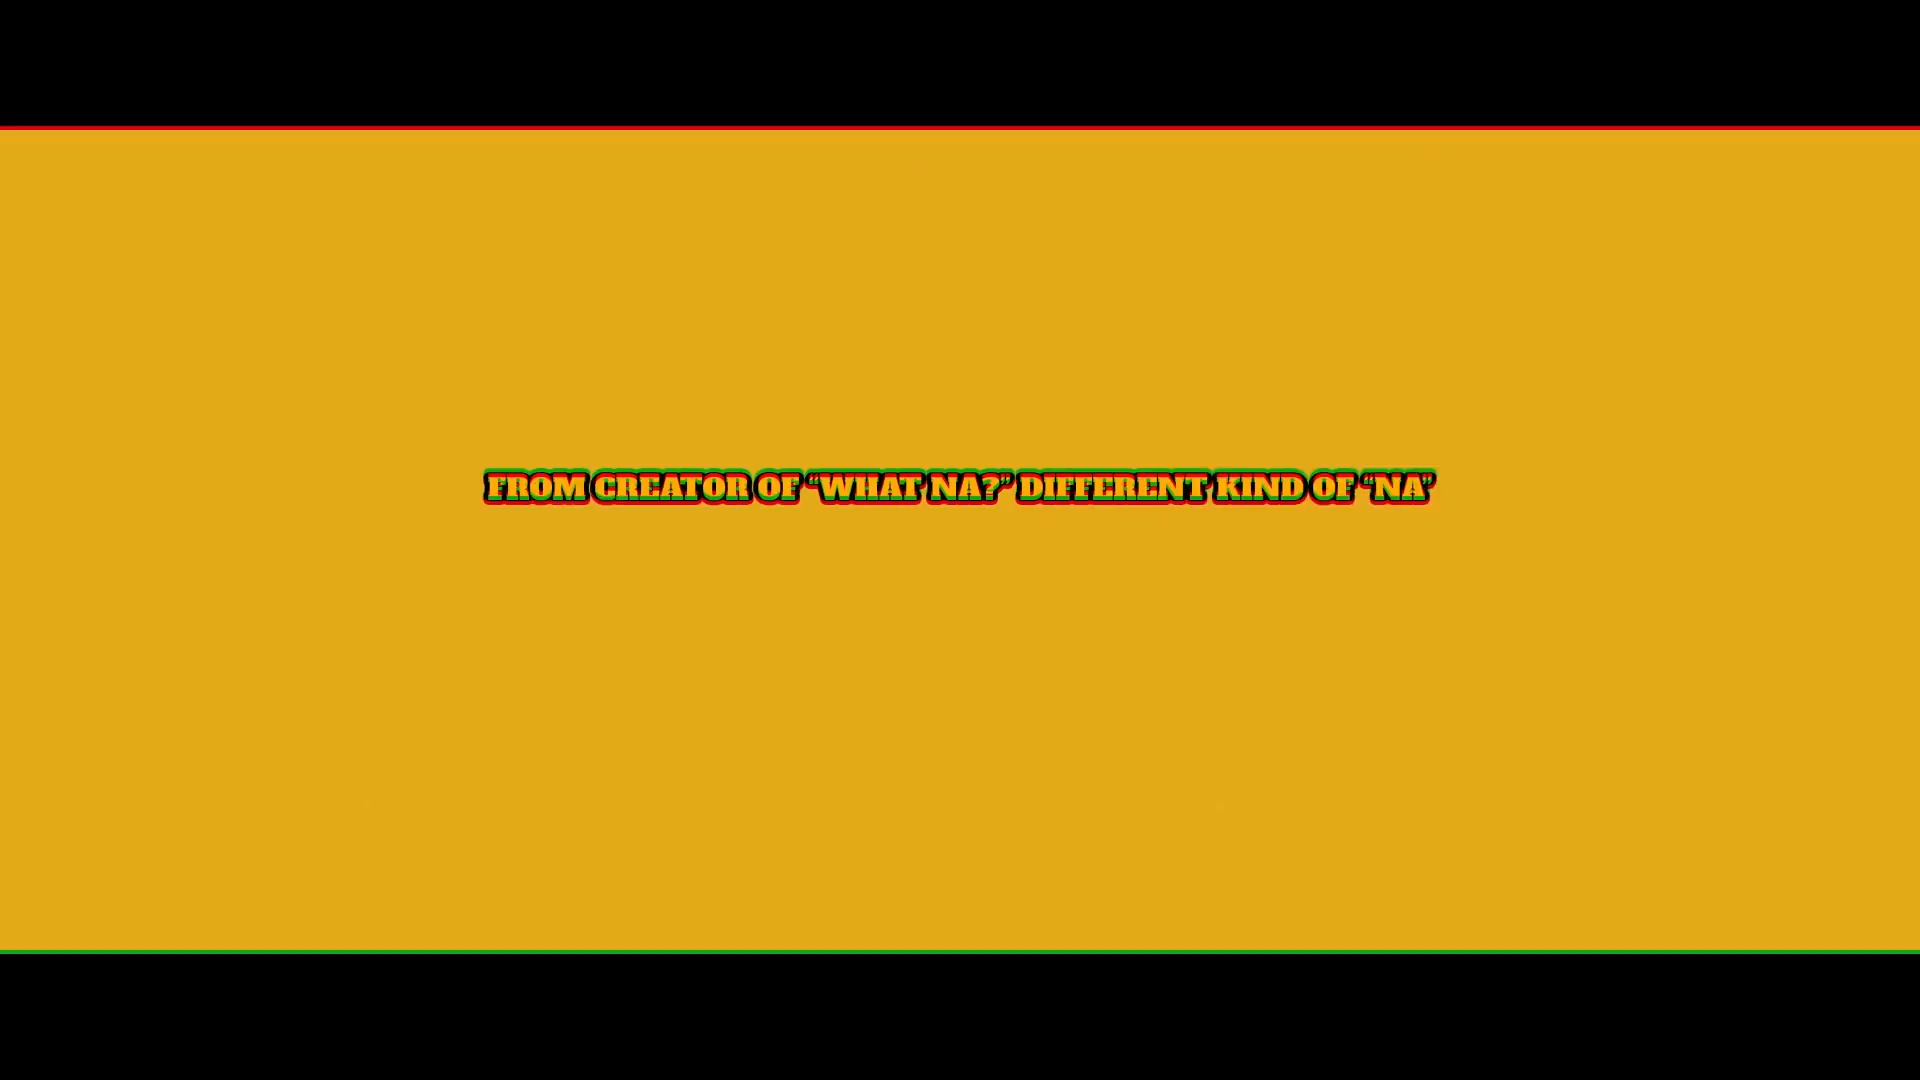 FROM CREATOR OF “WHAT NA?” DIFFERENT KIND OF “NA”